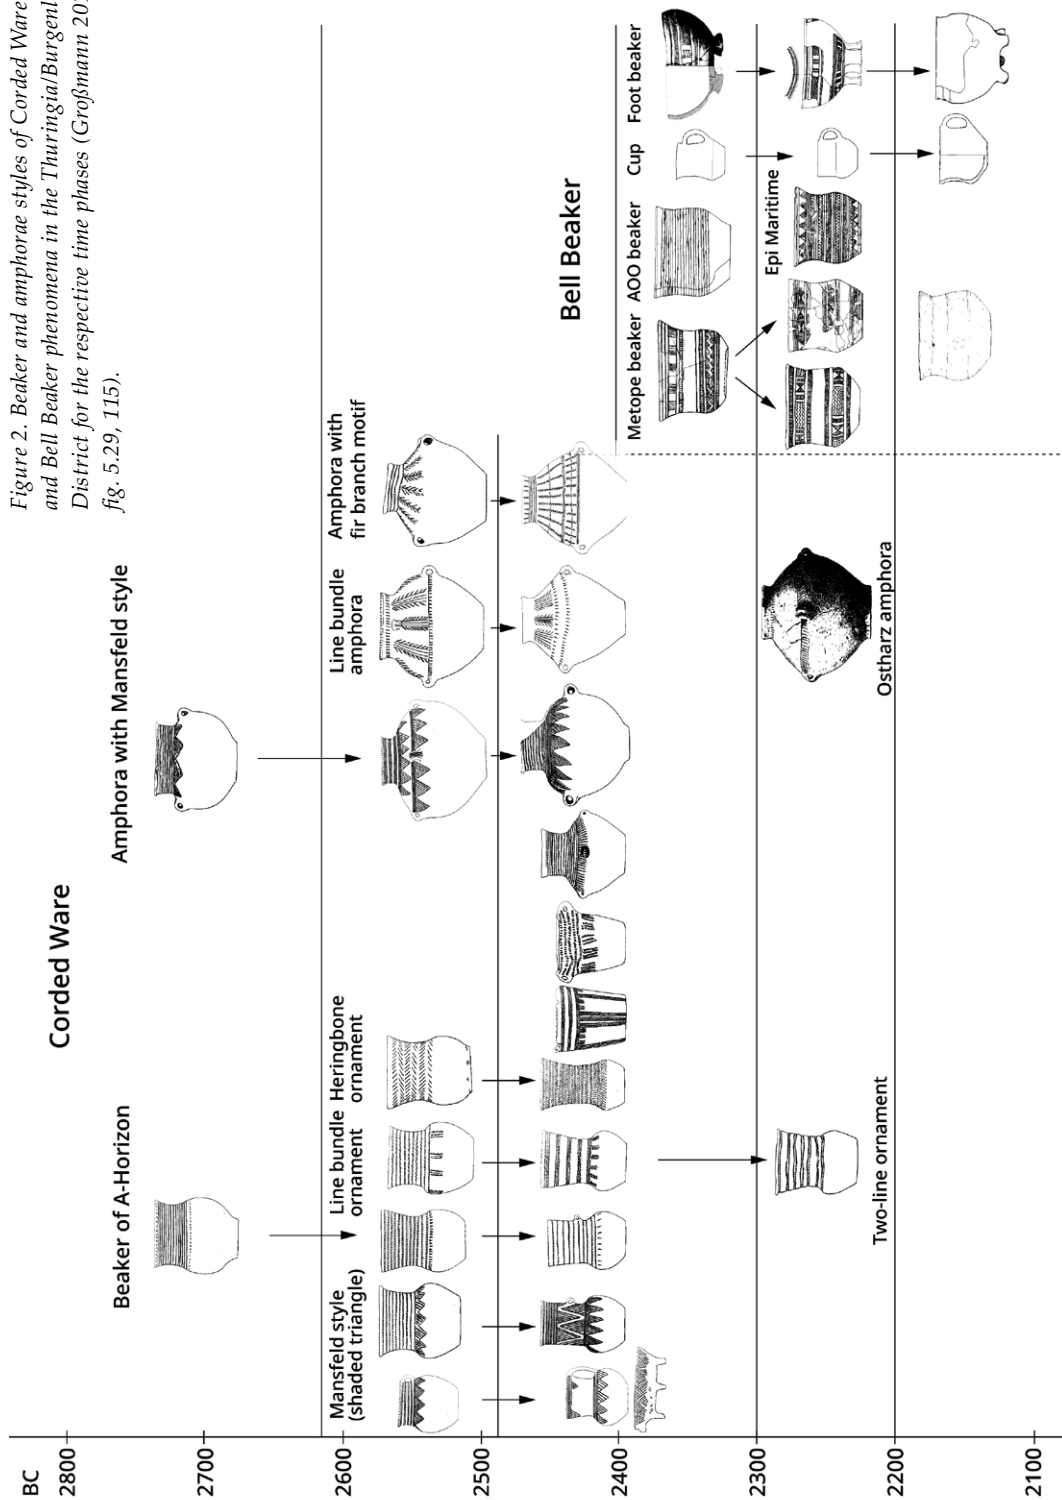 Figure 2. Beaker and amphorae styles of Corded Ware
and Bell Beaker phenomena in the Thuringia/Burgenl
District for the respective time phases (Großmann 20
fig. 5.29, 115).
Corded Ware
Bell Beaker
Beaker of A-Horizon
Amphora with Mansfeld style
Mansfeld style
(shaded triangle)
Line bundle
ornament
Heringbone
ornament
Line bundle
amphora
Amphora with
fir branch motif
Metope beaker
AOO beaker
Cup
Foot beaker
Epi Maritime
Two-line ornament
Ostharz amphora
BC
2800
2700
2600
2500
2400
2300
2200
2100